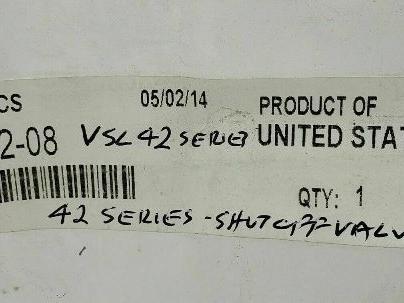 CS 05/02/14 PRODUCT OF
2-08 VSL 42 SERIES UNITED STAT
QTY: 1
42 SERIES - SHUTOFF VALV